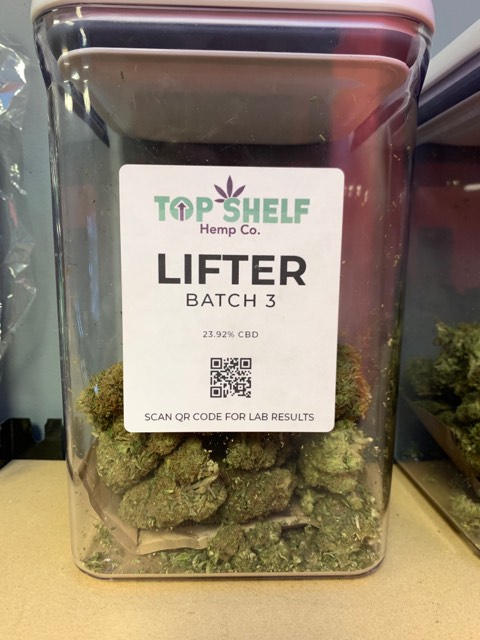 TOP SHELF
Hemp Co.
LIFTER
BATCH 3
23.92% CBD
SCAN QR CODE FOR LAB RESULTS